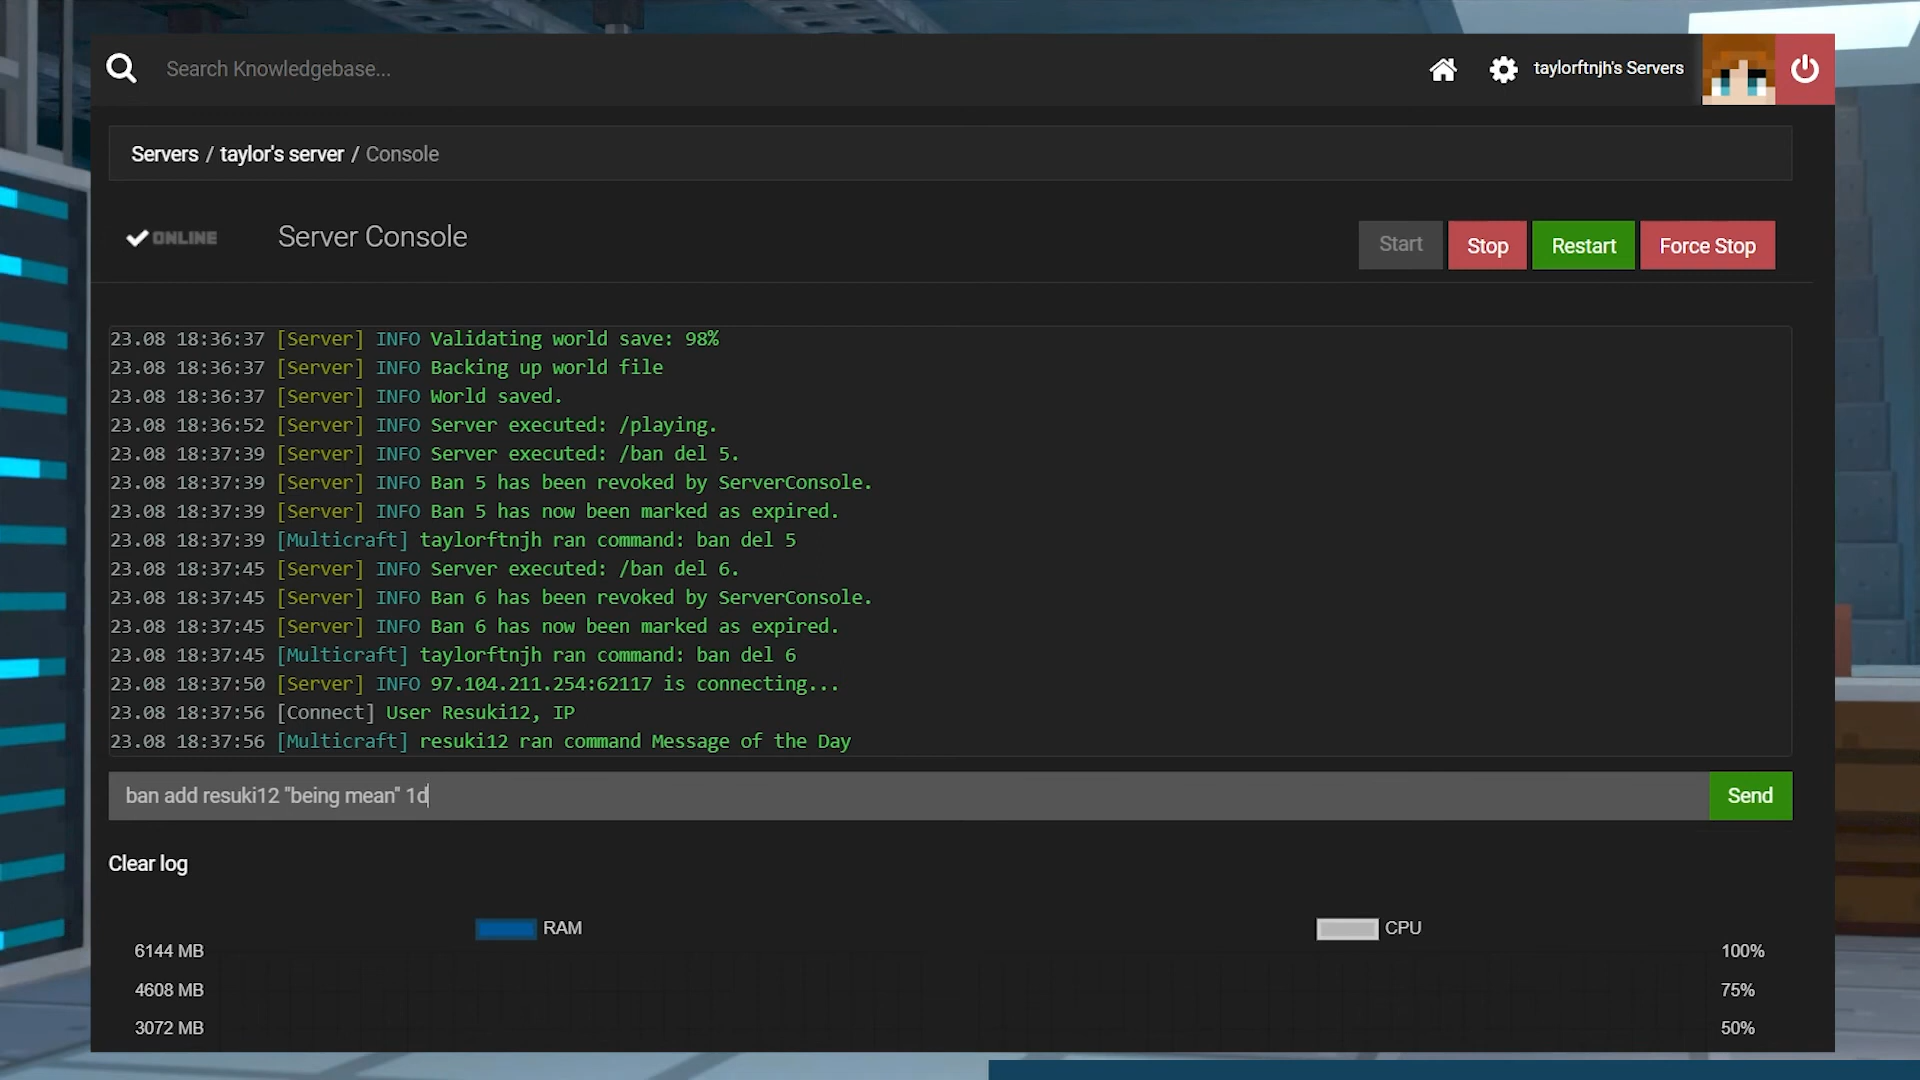 Search Knowledgebase...
taylorftnjh's Servers
Servers / taylor's server / Console
ONLINE
Server Console
Start
Stop
Restart
Force Stop
23.08 18:36:37 [Server] INFO Validating world save: 98%
23.08 18:36:37 [Server] INFO Backing up world file
23.08 18:36:37 [Server] INFO World saved.
23.08 18:36:52 [Server] INFO Server executed: /playing.
23.08 18:37:39 [Server] INFO Server executed: /ban del 5.
23.08 18:37:39 [Server] INFO Ban 5 has been revoked by ServerConsole.
23.08 18:37:39 [Server] INFO Ban 5 has now been marked as expired.
23.08 18:37:39 [Multicraft] taylorftnjh ran command: ban del 5
23.08 18:37:45 [Server] INFO Server executed: /ban del 6.
23.08 18:37:45 [Server] INFO Ban 6 has been revoked by ServerConsole.
23.08 18:37:45 [Server] INFO Ban 6 has now been marked as expired.
23.08 18:37:45 [Multicraft] taylorftnjh ran command: ban del 6
23.08 18:37:50 [Server] INFO 97.104.211.254:62117 is connecting...
23.08 18:37:56 [Connect] User Resuki12, IP
23.08 18:37:56 [Multicraft] resuki12 ran command Message of the Day
ban add resuki12 "being mean" 1d
Send
Clear log
RAM
CPU
6144 MB
100%
4608 MB
75%
3072 MB
50%